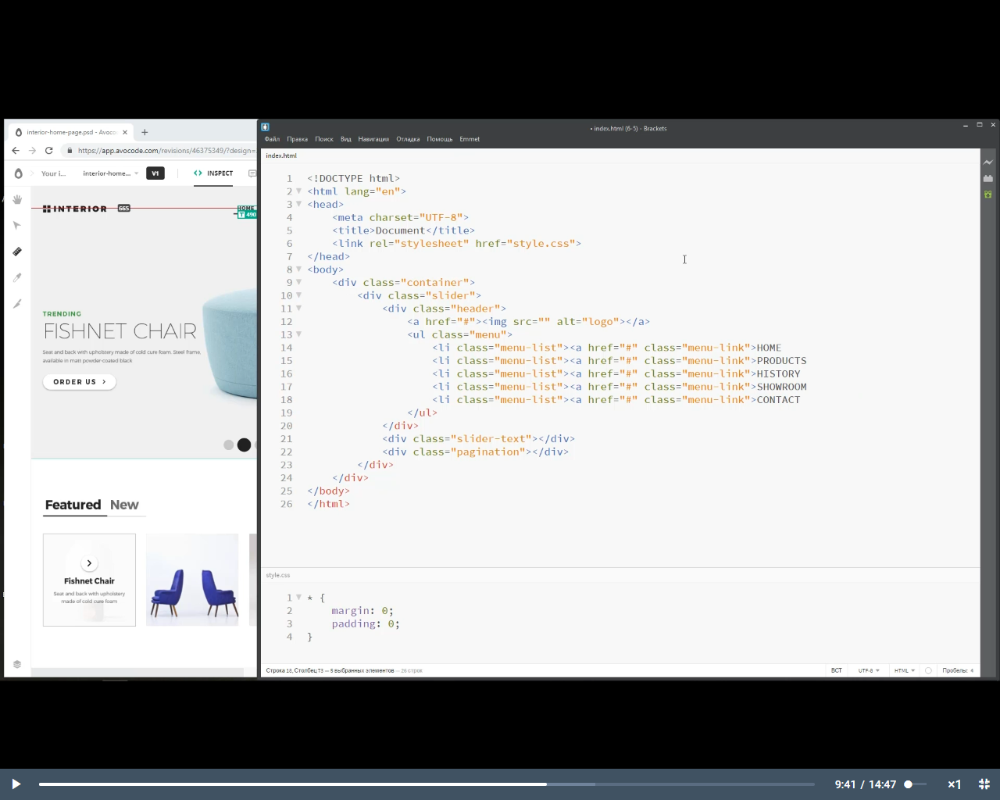 interior-home-page.psd - Avoco
https://app.avocode.com/revisions/46375349/?design=
Your i...
interior-home...
V1
INSPECT
INTERIOR
665
HOME
T 490
TRENDING
FISHNET CHAIR
Seat and back with upholstery made of cold cure foam. Steel frame,
available in matt powder-coated black
ORDER US
Featured New
Fishnet Chair
Seat and back with upholstery
made of cold cure foam
• index.html (6-5) - Brackets
Файл Правка Поиск Вид Навигация Отладка Помощь Emmet
index.html
1 <!DOCTYPE html>
2 <html lang="en">
3 <head>
4 <meta charset="UTF-8">
5 <title>Document</title>
6 <link rel="stylesheet" href="style.css">
7 </head>
8 <body>
9 <div class="container">
10 <div class="slider">
11 <div class="header">
12 <a href="#"><img src="" alt="logo"></a>
13 <ul class="menu">
14 <li class="menu-list"><a href="#" class="menu-link">HOME
15 <li class="menu-list"><a href="#" class="menu-link">PRODUCTS
16 <li class="menu-list"><a href="#" class="menu-link">HISTORY
17 <li class="menu-list"><a href="#" class="menu-link">SHOWROOM
18 <li class="menu-list"><a href="#" class="menu-link">CONTACT
19 </ul>
20 </div>
21 <div class="slider-text"></div>
22 <div class="pagination"></div>
23 </div>
24 </div>
25 </body>
26 </html>
style.css
1 * {
2 margin: 0;
3 padding: 0;
4 }
Строка 18, Столбец 73 — 5 выбранных элементов — 26 строк
ВСТ UTF-8 HTML Пробелы: 4
9:41 / 14:47 ×1